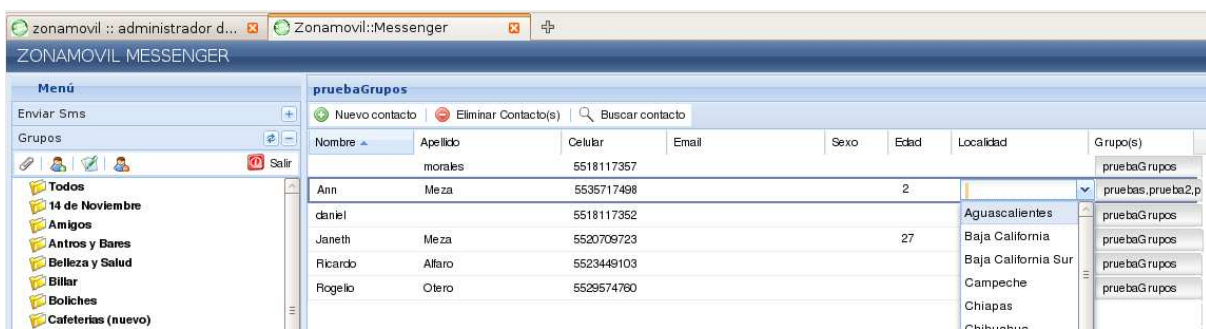 zonamovil :: administrador d... Zonamovil::Messenger
ZONAMOVIL MESSENGER
Menú
Enviar Sms
Grupos
Salir
Todos
14 de Noviembre
Amigos
Antros y Bares
Belleza y Salud
Billar
Boliches
Cafeterias (nuevo)
pruebaGrupos
Nuevo contacto Eliminar Contacto(s) Buscar contacto
Nombre Apellido Celular Email Sexo Edad Localidad Grupo(s)
morales 5518117357 pruebaGrupos
Ann Meza 5535717498 2 pruebas,prueba2,p
daniel 5518117352 pruebaGrupos
Janeth Meza 5520709723 27 pruebaGrupos
Ricardo Alfaro 5523449103 pruebaGrupos
Rogelio Otero 5529574760 pruebaGrupos
Aguascalientes
Baja California
Baja California Sur
Campeche
Chiapas